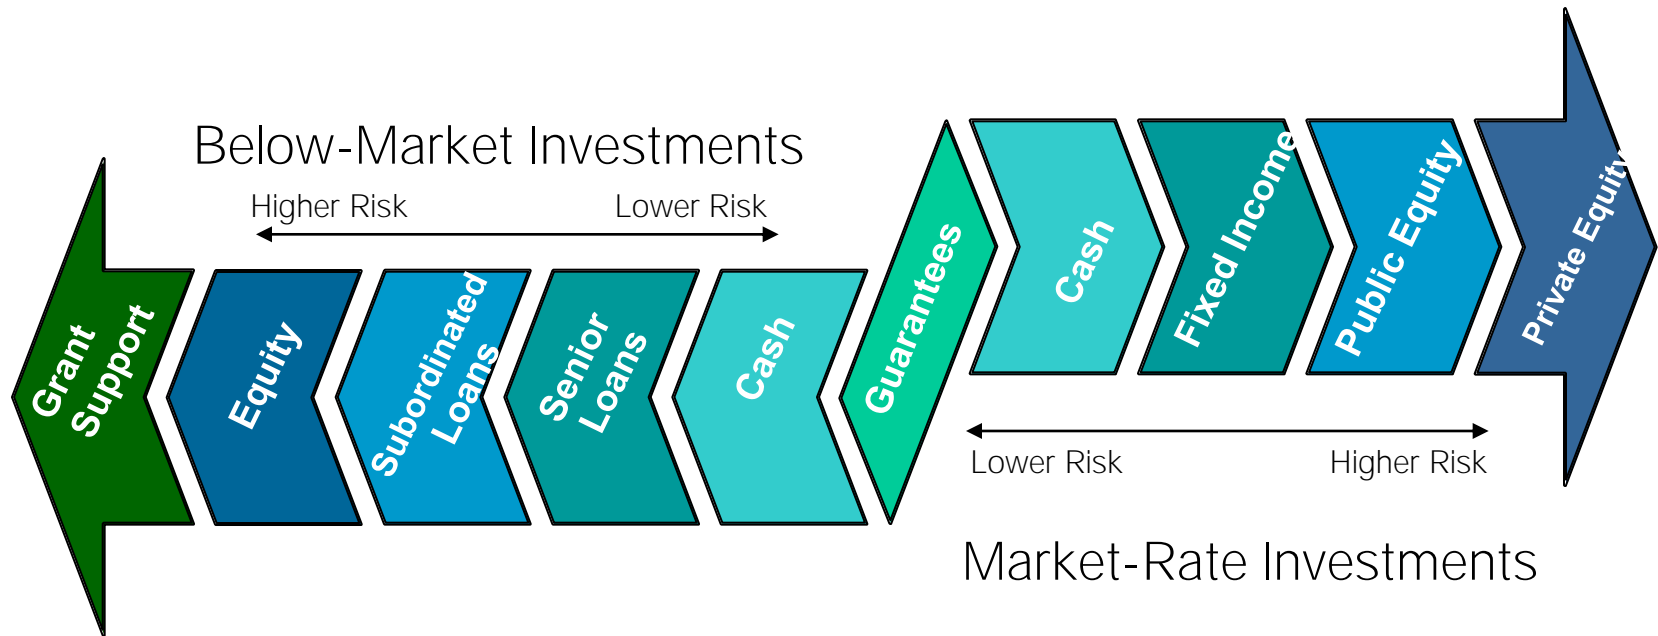 Below-Market Investments
Higher Risk
Lower Risk
Grant
Support
Equity
Subordinated
Loans
Senior
Loans
Cash
Guarantees
Cash
Fixed Income
Public Equity
Private Equity
Lower Risk
Higher Risk
Market-Rate Investments